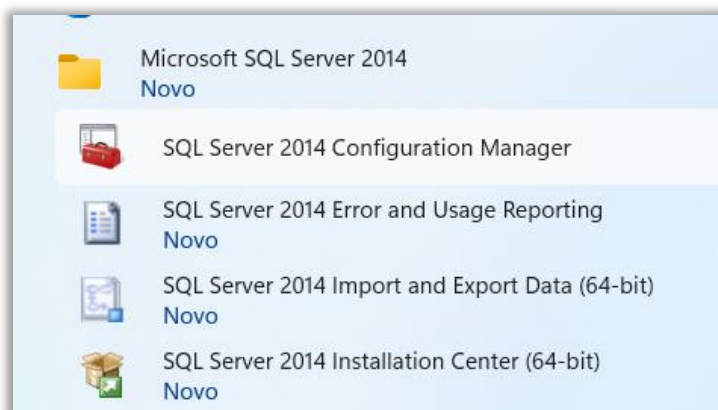 Microsoft SQL Server 2014
Novo
SQL Server 2014 Configuration Manager
SQL Server 2014 Error and Usage Reporting
Novo
SQL Server 2014 Import and Export Data (64-bit)
Novo
SQL Server 2014 Installation Center (64-bit)
Novo